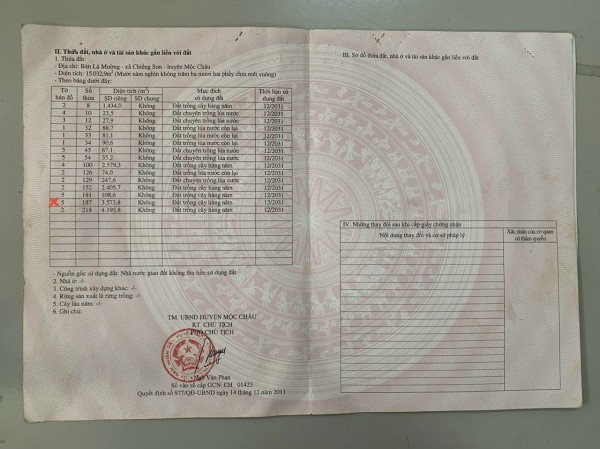 II. Thửa đất, nhà ở và tài sản khác gắn liền với đất
1. Thửa đất:
- Địa chỉ: Bản Lả Mường - xã Chiềng Sơn - huyện Mộc Châu
- Diện tích: 15.032,9m² (Mười năm nghìn không trăm ba mươi hai phẩy chín mét vuông)
- Theo bảng dưới đây:
Tờ bản đồ Số thửa Diện tích (m²) SD riêng SD chung Mục đích sử dụng đất Thời hạn sử dụng đất
2 8 1.434,0 Không Đất trồng cây hàng năm 12/2031
4 10 23,5 Không Đất chuyên trồng lúa nước 12/2031
3 12 27,9 Không Đất chuyên trồng lúa nước 12/2031
1 32 88,7 Không Đất trồng lúa nước còn lại 12/2031
1 33 81,1 Không Đất trồng lúa nước còn lại 12/2031
1 34 90,6 Không Đất trồng lúa nước còn lại 12/2031
5 45 67,1 Không Đất chuyên trồng lúa nước 12/2031
5 54 35,2 Không Đất chuyên trồng lúa nước 12/2031
4 100 2.579,3 Không Đất trồng cây hàng năm 12/2031
2 126 74,0 Không Đất trồng lúa nước còn lại 12/2031
2 129 247,6 Không Đất chuyên trồng lúa nước 12/2031
2 152 2.405,7 Không Đất trồng cây hàng năm 12/2031
5 181 108,6 Không Đất trồng cây hàng năm 12/2031
5 187 3.573,8 Không Đất trồng cây hàng năm 12/2031
2 218 4.195,8 Không Đất trồng cây hàng năm 12/2031
- Nguồn gốc sử dụng đất: Nhà nước giao đất không thu tiền sử dụng đất.
2. Nhà ở: -/-
3. Công trình xây dựng khác: -/-
4. Rừng sản xuất là rừng trồng: -/-
5. Cây lâu năm: -/-
6. Ghi chú:
TM. UBND HUYỆN MỘC CHÂU
KT. CHỦ TỊCH
PHÓ CHỦ TỊCH
Văn Phan
Số vào sổ cấp GCN: CH 01425
Quyết định số 977/QĐ-UBND ngày 14 tháng 12 năm 2011
III. Sơ đồ thửa đất, nhà ở và tài sản khác gắn liền với đất
IV. Những thay đổi sau khi cấp giấy chứng nhận
Nội dung thay đổi và cơ sở pháp lý
Xác nhận của cơ quan có thẩm quyền